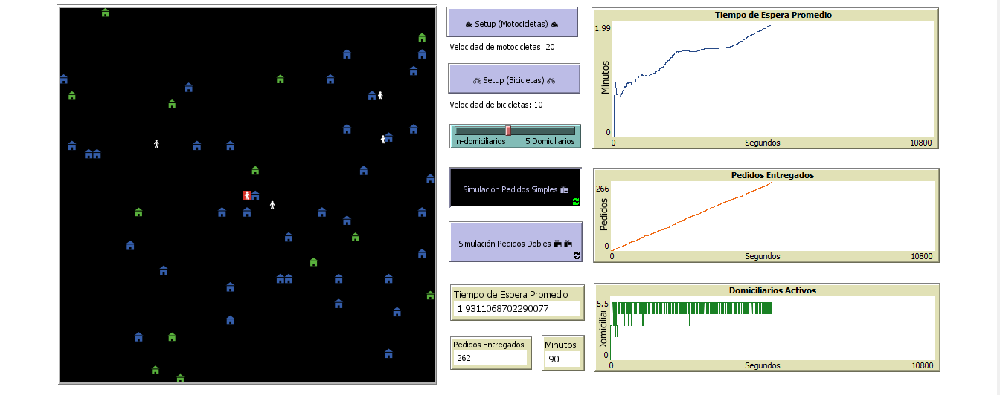 Setup (Motocicletas)
Velocidad de motocicletas: 20
Setup (Bicicletas)
Velocidad de bicicletas: 10
n-domiciliarios 5 Domiciliarios
Simulación Pedidos Simples
Simulación Pedidos Dobles
Tiempo de Espera Promedio
1.9311068702290077
Pedidos Entregados
262
Minutos
90
Tiempo de Espera Promedio
1.99
Minutos
0
0 Segundos 10800
Pedidos Entregados
266
Pedidos
0
0 Segundos 10800
Domiciliarios Activos
5.5
Domiciliar
0
0 Segundos 10800